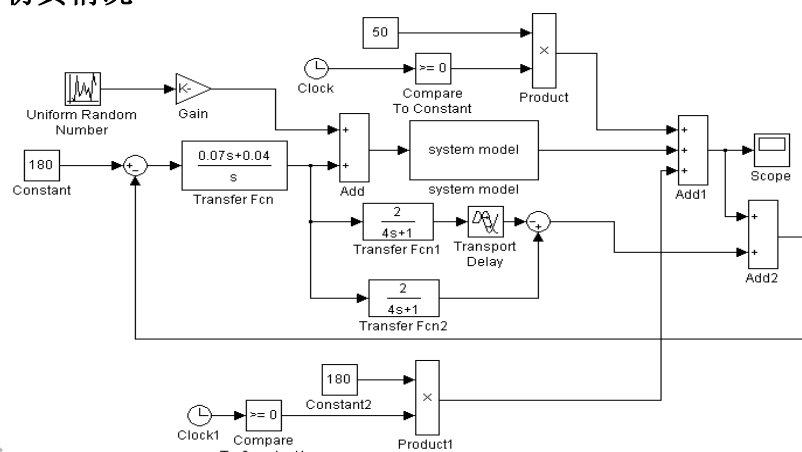 50
>= 0
×
Clock
Compare
To Constant
Product
K-
Uniform Random
Number
Gain
+
+
system model
+
+
+
180
+
-
0.07s+0.04
s
Constant
Transfer Fcn
Add
system model
Add1
Scope
2
4s+1
-
+
+
+
Transfer Fcn1
Transport
Delay
Add2
2
4s+1
Transfer Fcn2
180
×
Constant2
>= 0
Clock1
Compare
Product1